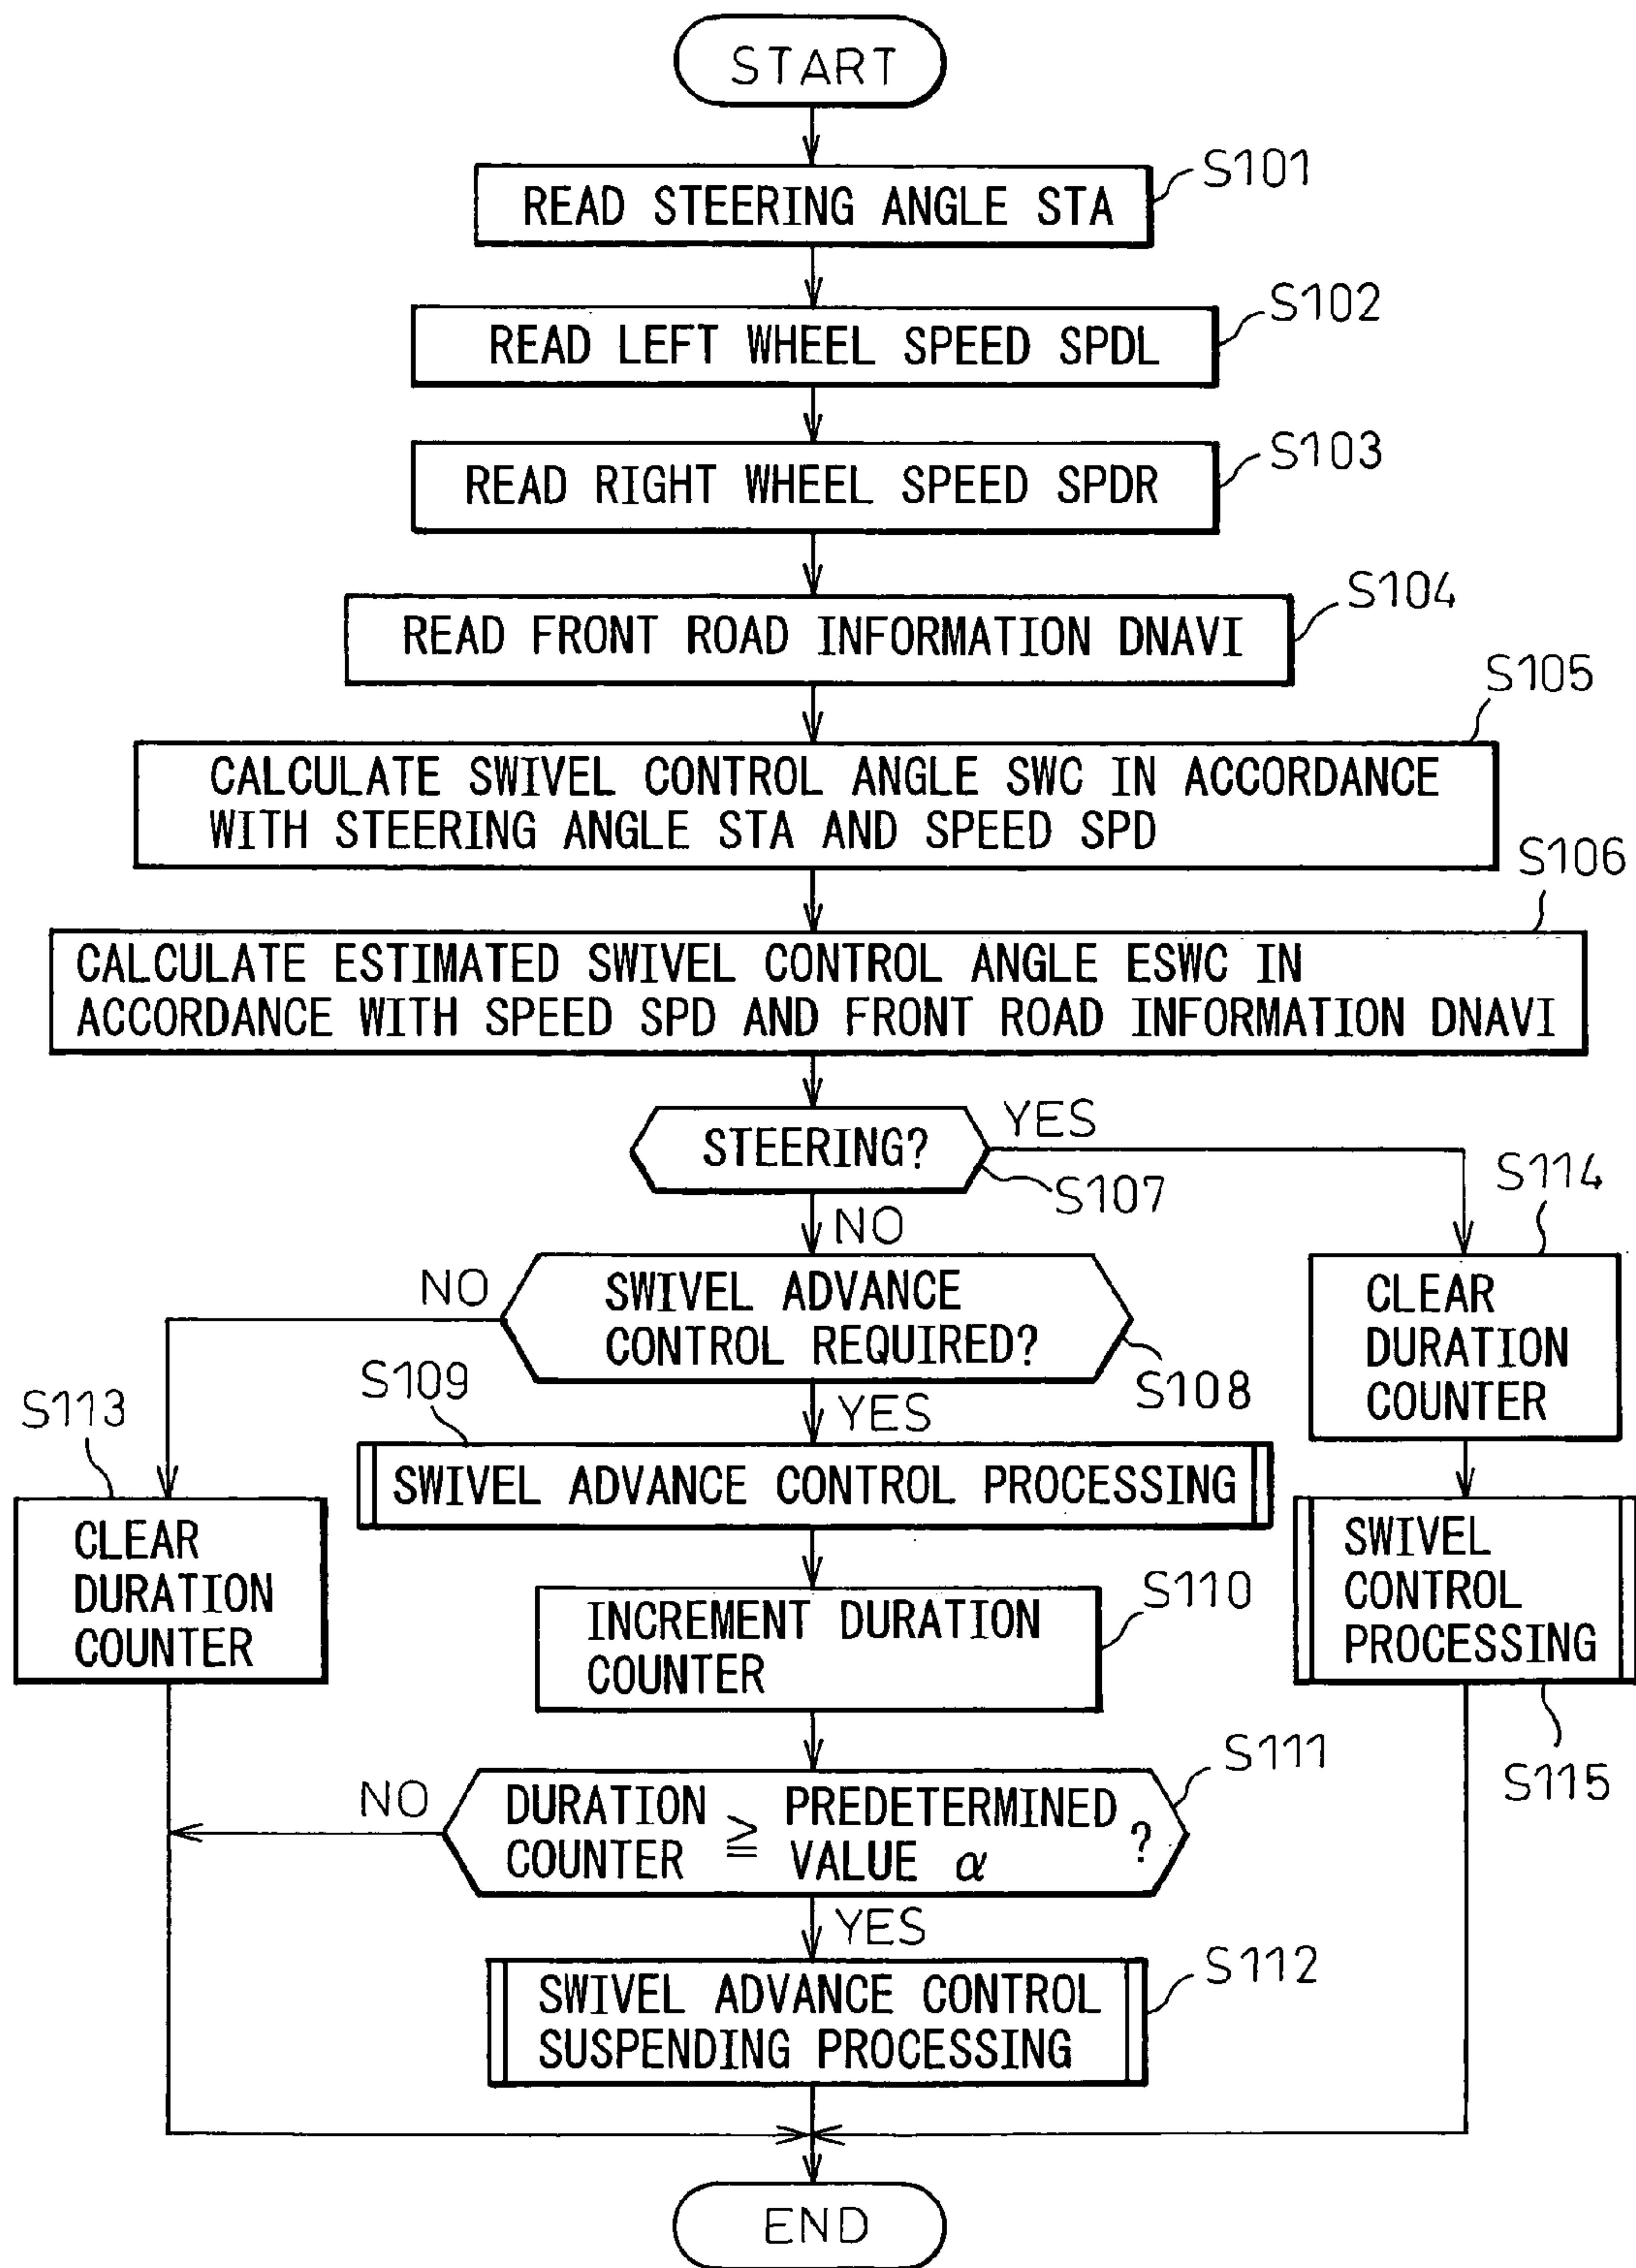 START
S101
READ STEERING ANGLE STA
S102
READ LEFT WHEEL SPEED SPDL
S103
READ RIGHT WHEEL SPEED SPDR
S104
READ FRONT ROAD INFORMATION DNAVI
S105
CALCULATE SWIVEL CONTROL ANGLE SWC IN ACCORDANCE
WITH STEERING ANGLE STA AND SPEED SPD
S106
CALCULATE ESTIMATED SWIVEL CONTROL ANGLE ESWC IN
ACCORDANCE WITH SPEED SPD AND FRONT ROAD INFORMATION DNAVI
STEERING?
YES
S107
NO
S114
CLEAR
DURATION
COUNTER
NO
SWIVEL ADVANCE
CONTROL REQUIRED?
S108
YES
S109
SWIVEL ADVANCE CONTROL PROCESSING
S113
CLEAR
DURATION
COUNTER
SWIVEL
CONTROL
PROCESSING
S115
S110
INCREMENT DURATION
COUNTER
S111
NO
DURATION COUNTER ≧ PREDETERMINED VALUE α ?
YES
S112
SWIVEL ADVANCE CONTROL
SUSPENDING PROCESSING
END